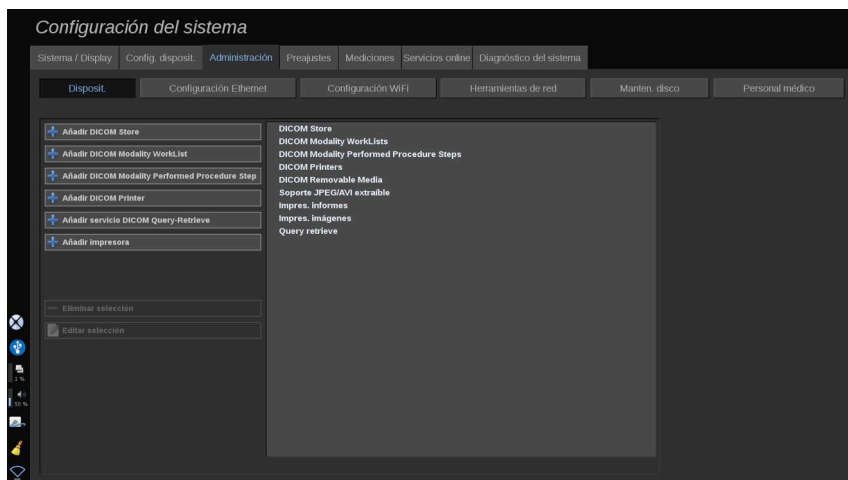 Configuración del sistema
Sistema / Display Config. disposit. Administración Preajustes Mediciones Servicios online Diagnóstico del sistema
Disposit. Configuración Ethernet Configuración WiFi Herramientas de red Manten. disco Personal médico
Añadir DICOM Store
Añadir DICOM Modality WorkList
Añadir DICOM Modality Performed Procedure Step
Añadir DICOM Printer
Añadir servicio DICOM Query-Retrieve
Añadir impresora
Eliminar selección
Editar selección
DICOM Store
DICOM Modality WorkLists
DICOM Modality Performed Procedure Steps
DICOM Printers
DICOM Removable Media
Soporte JPEG/AVI extraíble
Impres. informes
Impres. imágenes
Query retrieve
1 %
50 %